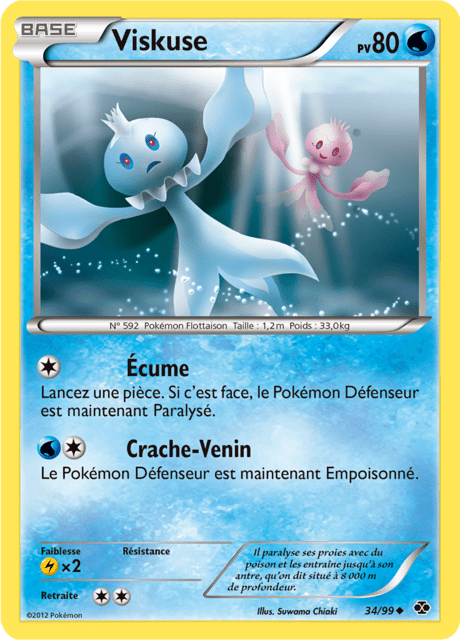 BASE
Viskuse
PV80
N° 592 Pokémon Flottaison Taille : 1,2m Poids : 33,0kg
Écume
Lancez une pièce. Si c'est face, le Pokémon Défenseur
est maintenant Paralysé.
Crache-Venin
Le Pokémon Défenseur est maintenant Empoisonné.
Faiblesse
×2
Résistance
Retraite
Il paralyse ses proies avec du
poison et les entraîne jusqu'à son
antre, qu'on dit situé à 8 000 m
de profondeur.
©2012 Pokémon
Illus. Suwama Chiaki
34/99